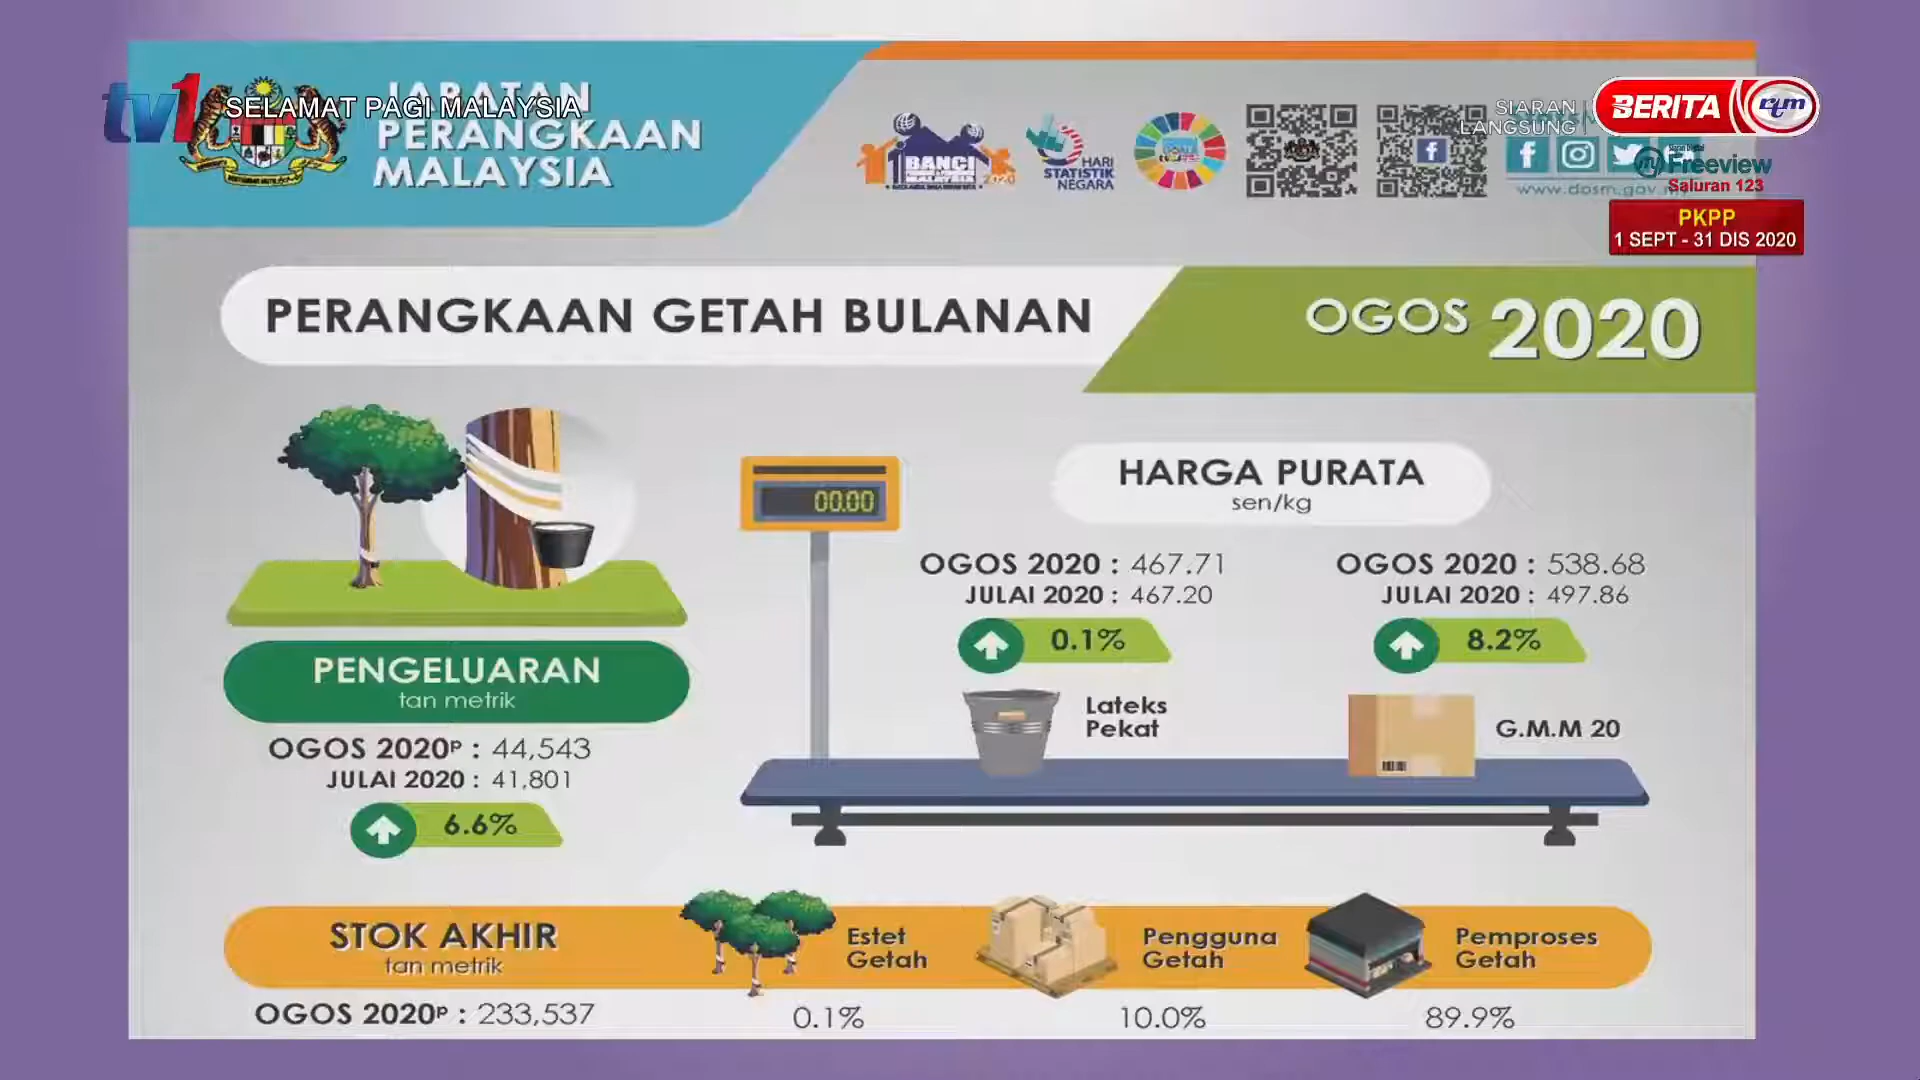 tv1
SELAMAT PAGI MALAYSIA
JABATAN
PERANGKAAN
MALAYSIA
BANCI
MALAYSIA 2020
HARI
STATISTIK
NEGARA
SIARAN
LANGSUNG
BERITA rtm
Freeview
Saluran 123
www.dosm.gov.my
PKPP
1 SEPT - 31 DIS 2020
PERANGKAAN GETAH BULANAN
OGOS 2020
00.00
HARGA PURATA
sen/kg
OGOS 2020 : 467.71
JULAI 2020 : 467.20
0.1%
Lateks
Pekat
OGOS 2020 : 538.68
JULAI 2020 : 497.86
8.2%
G.M.M 20
PENGELUARAN
tan metrik
OGOS 2020ᵖ : 44,543
JULAI 2020 : 41,801
6.6%
STOK AKHIR
tan metrik
OGOS 2020ᵖ : 233,537
Estet
Getah
0.1%
Pengguna
Getah
10.0%
Pemproses
Getah
89.9%